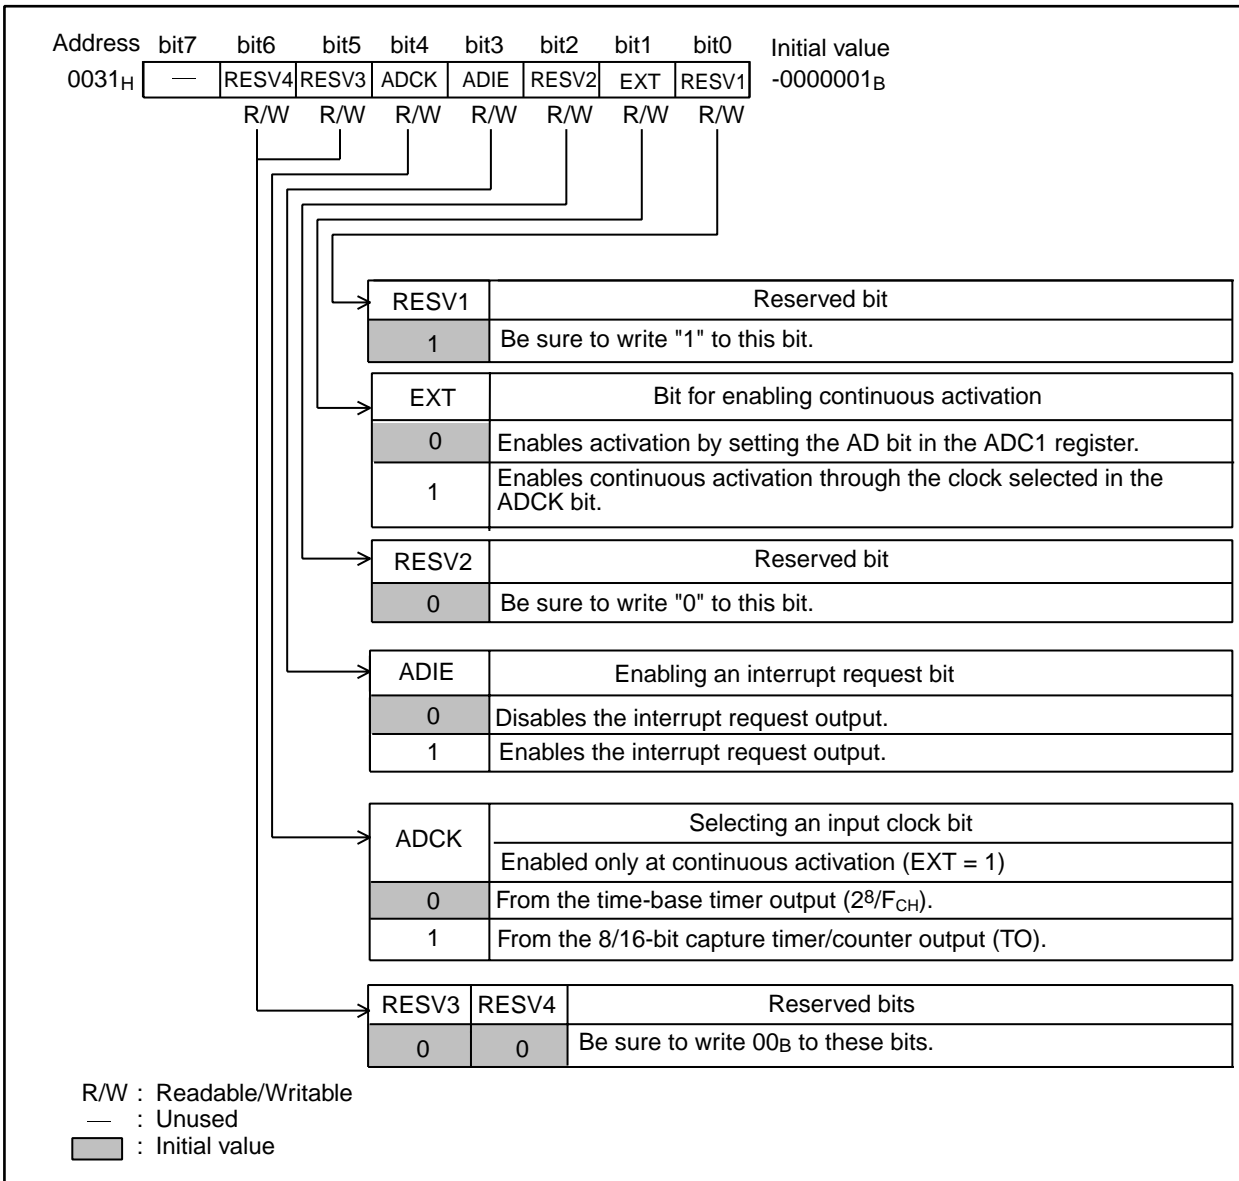 Address bit7 bit6 bit5 bit4 bit3 bit2 bit1 bit0 Initial value
0031H — RESV4 RESV3 ADCK ADIE RESV2 EXT RESV1 -0000001B
R/W R/W R/W R/W R/W R/W R/W
RESV1 Reserved bit
1 Be sure to write "1" to this bit.
EXT Bit for enabling continuous activation
0 Enables activation by setting the AD bit in the ADC1 register.
1 Enables continuous activation through the clock selected in the
ADCK bit.
RESV2 Reserved bit
0 Be sure to write "0" to this bit.
ADIE Enabling an interrupt request bit
0 Disables the interrupt request output.
1 Enables the interrupt request output.
ADCK Selecting an input clock bit
Enabled only at continuous activation (EXT = 1)
0 From the time-base timer output (2⁸/FCH).
1 From the 8/16-bit capture timer/counter output (TO).
RESV3 RESV4 Reserved bits
0 0 Be sure to write 00B to these bits.
R/W : Readable/Writable
— : Unused
: Initial value